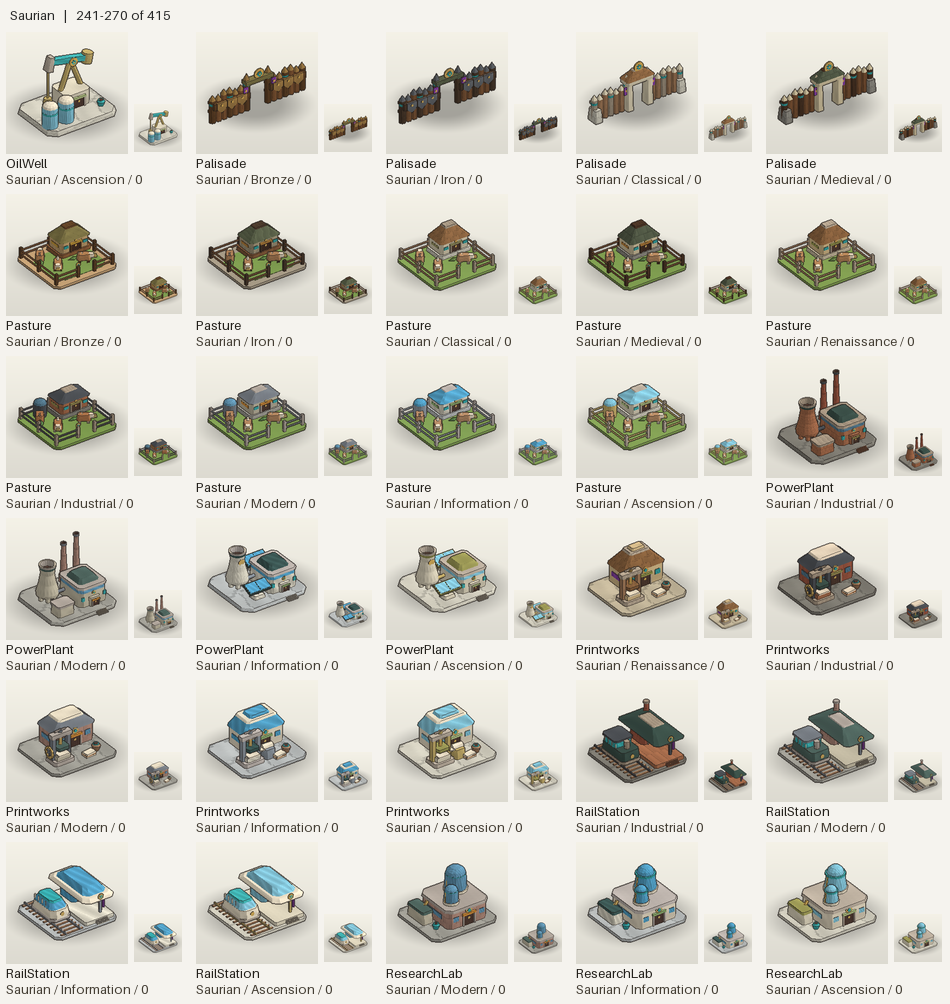 Saurian | 241-270 of 415
OilWell
Saurian / Ascension / 0
Palisade
Saurian / Bronze / 0
Palisade
Saurian / Iron / 0
Palisade
Saurian / Classical / 0
Palisade
Saurian / Medieval / 0
Pasture
Saurian / Bronze / 0
Pasture
Saurian / Iron / 0
Pasture
Saurian / Classical / 0
Pasture
Saurian / Medieval / 0
Pasture
Saurian / Renaissance / 0
Pasture
Saurian / Industrial / 0
Pasture
Saurian / Modern / 0
Pasture
Saurian / Information / 0
Pasture
Saurian / Ascension / 0
PowerPlant
Saurian / Industrial / 0
PowerPlant
Saurian / Modern / 0
PowerPlant
Saurian / Information / 0
PowerPlant
Saurian / Ascension / 0
Printworks
Saurian / Renaissance / 0
Printworks
Saurian / Industrial / 0
Printworks
Saurian / Modern / 0
Printworks
Saurian / Information / 0
Printworks
Saurian / Ascension / 0
RailStation
Saurian / Industrial / 0
RailStation
Saurian / Modern / 0
RailStation
Saurian / Information / 0
RailStation
Saurian / Ascension / 0
ResearchLab
Saurian / Modern / 0
ResearchLab
Saurian / Information / 0
ResearchLab
Saurian / Ascension / 0